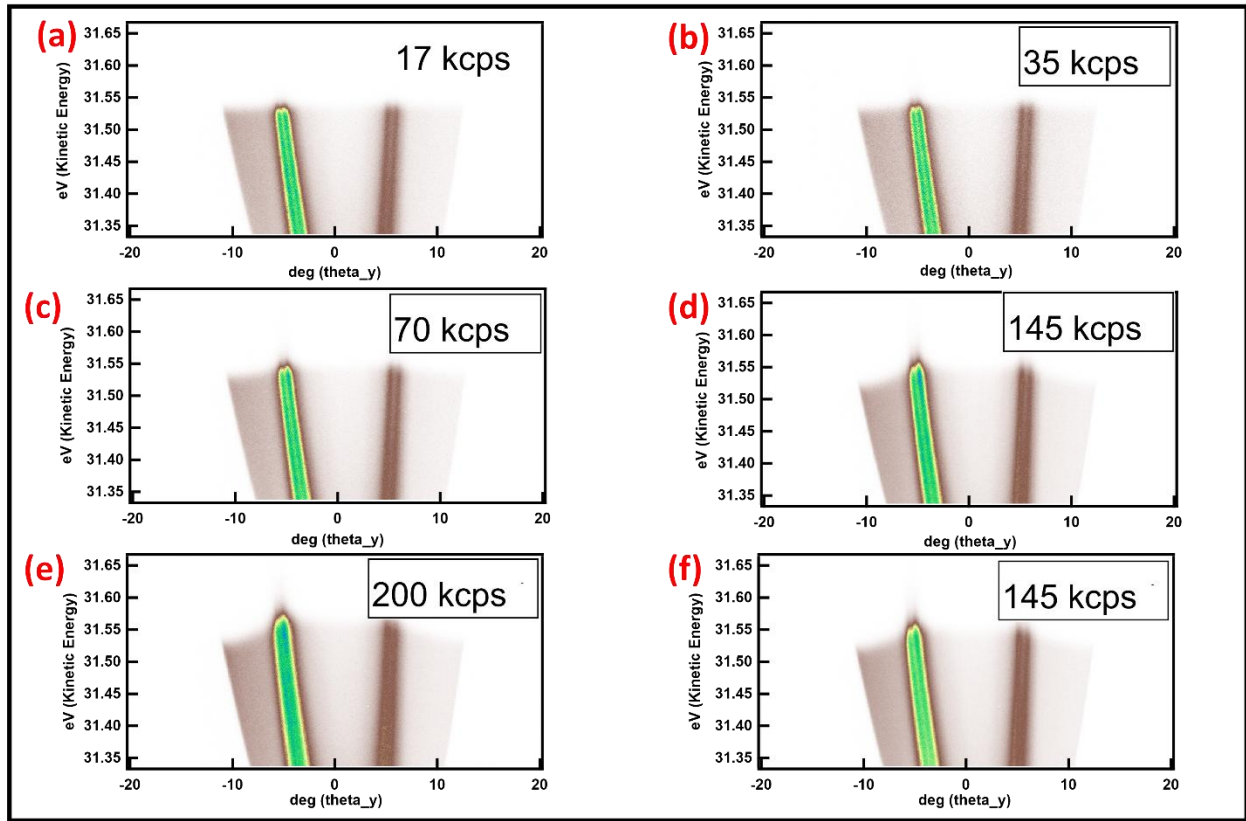 (a)
17 kcps
eV (Kinetic Energy)
31.65
31.60
31.55
31.50
31.45
31.40
31.35
-20 -10 0 10 20
deg (theta_y)
(b)
35 kcps
eV (Kinetic Energy)
31.65
31.60
31.55
31.50
31.45
31.40
31.35
-20 -10 0 10 20
deg (theta_y)
(c)
70 kcps
eV (Kinetic Energy)
31.65
31.60
31.55
31.50
31.45
31.40
31.35
-20 -10 0 10 20
deg (theta_y)
(d)
145 kcps
eV (Kinetic Energy)
31.65
31.60
31.55
31.50
31.45
31.40
31.35
-20 -10 0 10 20
deg (theta_y)
(e)
200 kcps
eV (Kinetic Energy)
31.65
31.60
31.55
31.50
31.45
31.40
31.35
-20 -10 0 10 20
deg (theta_y)
(f)
145 kcps
eV (Kinetic Energy)
31.65
31.60
31.55
31.50
31.45
31.40
31.35
-20 -10 0 10 20
deg (theta_y)